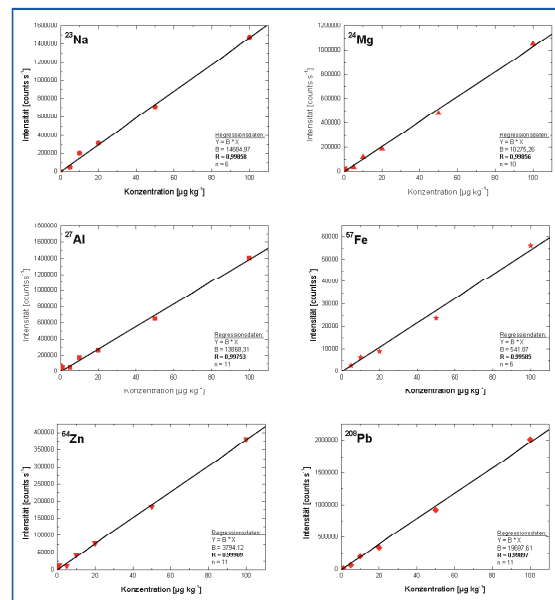 ²³Na
Intensität [counts s⁻¹]
1600000
1400000
1200000
1000000
800000
600000
400000
200000
0
0 20 40 60 80 100
Konzentration [µg kg⁻¹]
Regressionsdaten:
Y = B * X
B = 14684,97
R = 0,99858
n = 6
²⁴Mg
Intensität [counts s⁻¹]
1200000
1000000
800000
600000
400000
200000
0
0 20 40 60 80 100
Konzentration [µg kg⁻¹]
Regressionsdaten:
Y = B * X
B = 10275,26
R = 0,99856
n = 10
²⁷Al
Intensität [countss⁻¹]
1600000
1400000
1200000
1000000
800000
600000
400000
200000
0
0 20 40 60 80 100
Konzentration [µg kg⁻¹]
Regressionsdaten:
Y = B * X
B = 13868,31
R = 0,99753
n = 11
⁵⁷Fe
Intensität [countss⁻¹]
60000
50000
40000
30000
20000
10000
0
0 20 40 60 80 100
Konzentration [µg kg⁻¹]
Regressionsdaten:
Y = B * X
B = 541,87
R = 0,99585
n = 6
⁶⁴Zn
Intensität [counts s⁻¹]
400000
350000
300000
250000
200000
150000
100000
50000
0
0 20 40 60 80 100
Konzentration [µg kg⁻¹]
Regressionsdaten:
Y = B * X
B = 3794,12
R = 0,99989
n = 11
²⁰⁸Pb
Intensität [counts s⁻¹]
2000000
1500000
1000000
500000
0
0 20 40 60 80 100
Konzentration [µg kg⁻¹]
Regressionsdaten:
Y = B * X
B = 19697,61
R = 0,99897
n = 11